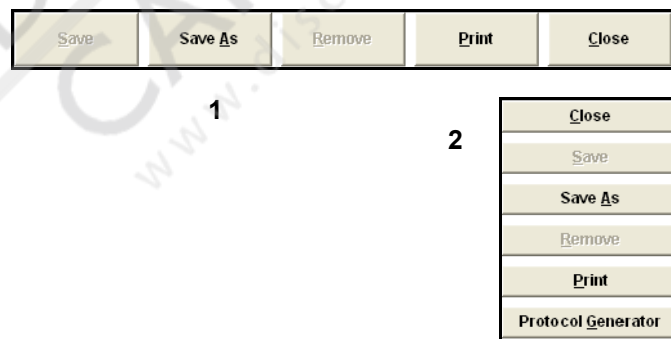 Save Save As Remove Print Close
1
Close
2
Save
Save As
Remove
Print
Protocol Generator